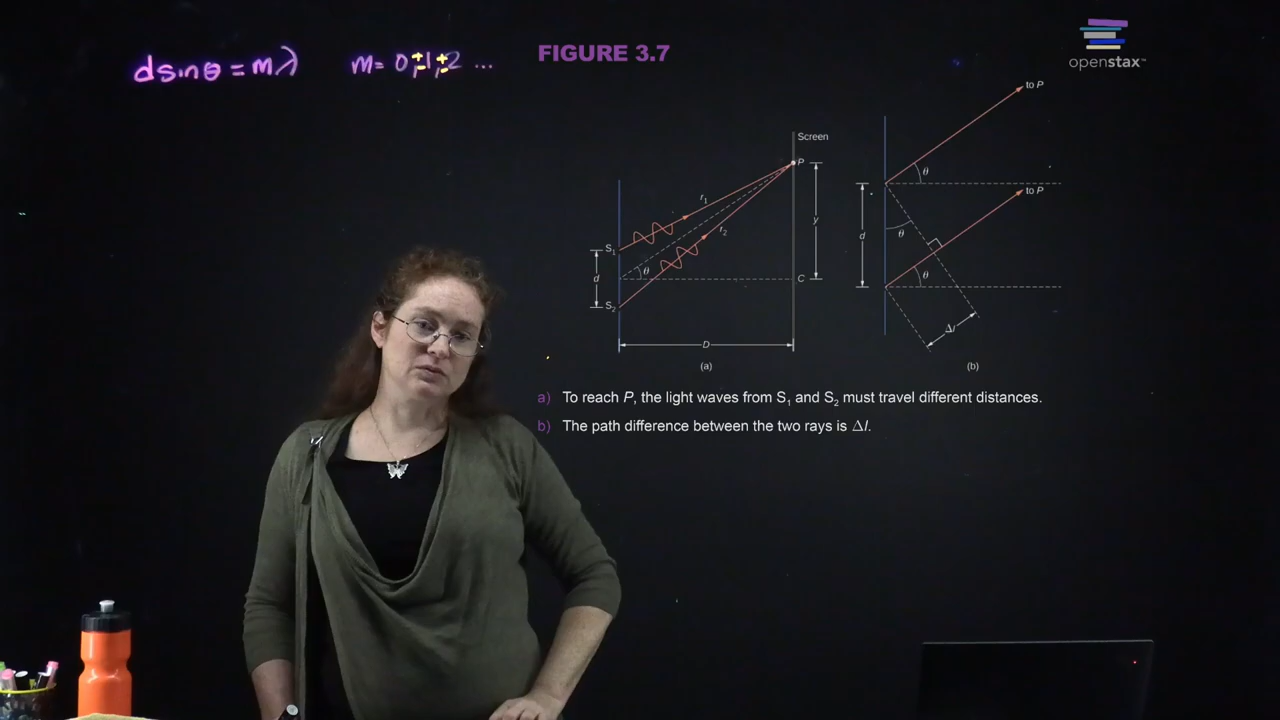 dsinθ = mλ   m= 0,±1,±2 ...
FIGURE 3.7
openstax™
to P
Screen
P
θ
r₁
to P
r₂
y
S₁
d
θ
θ
d
θ
C
S₂
Δl
D
(a)
(b)
a) To reach P, the light waves from S₁ and S₂ must travel different distances.
b) The path difference between the two rays is Δl.